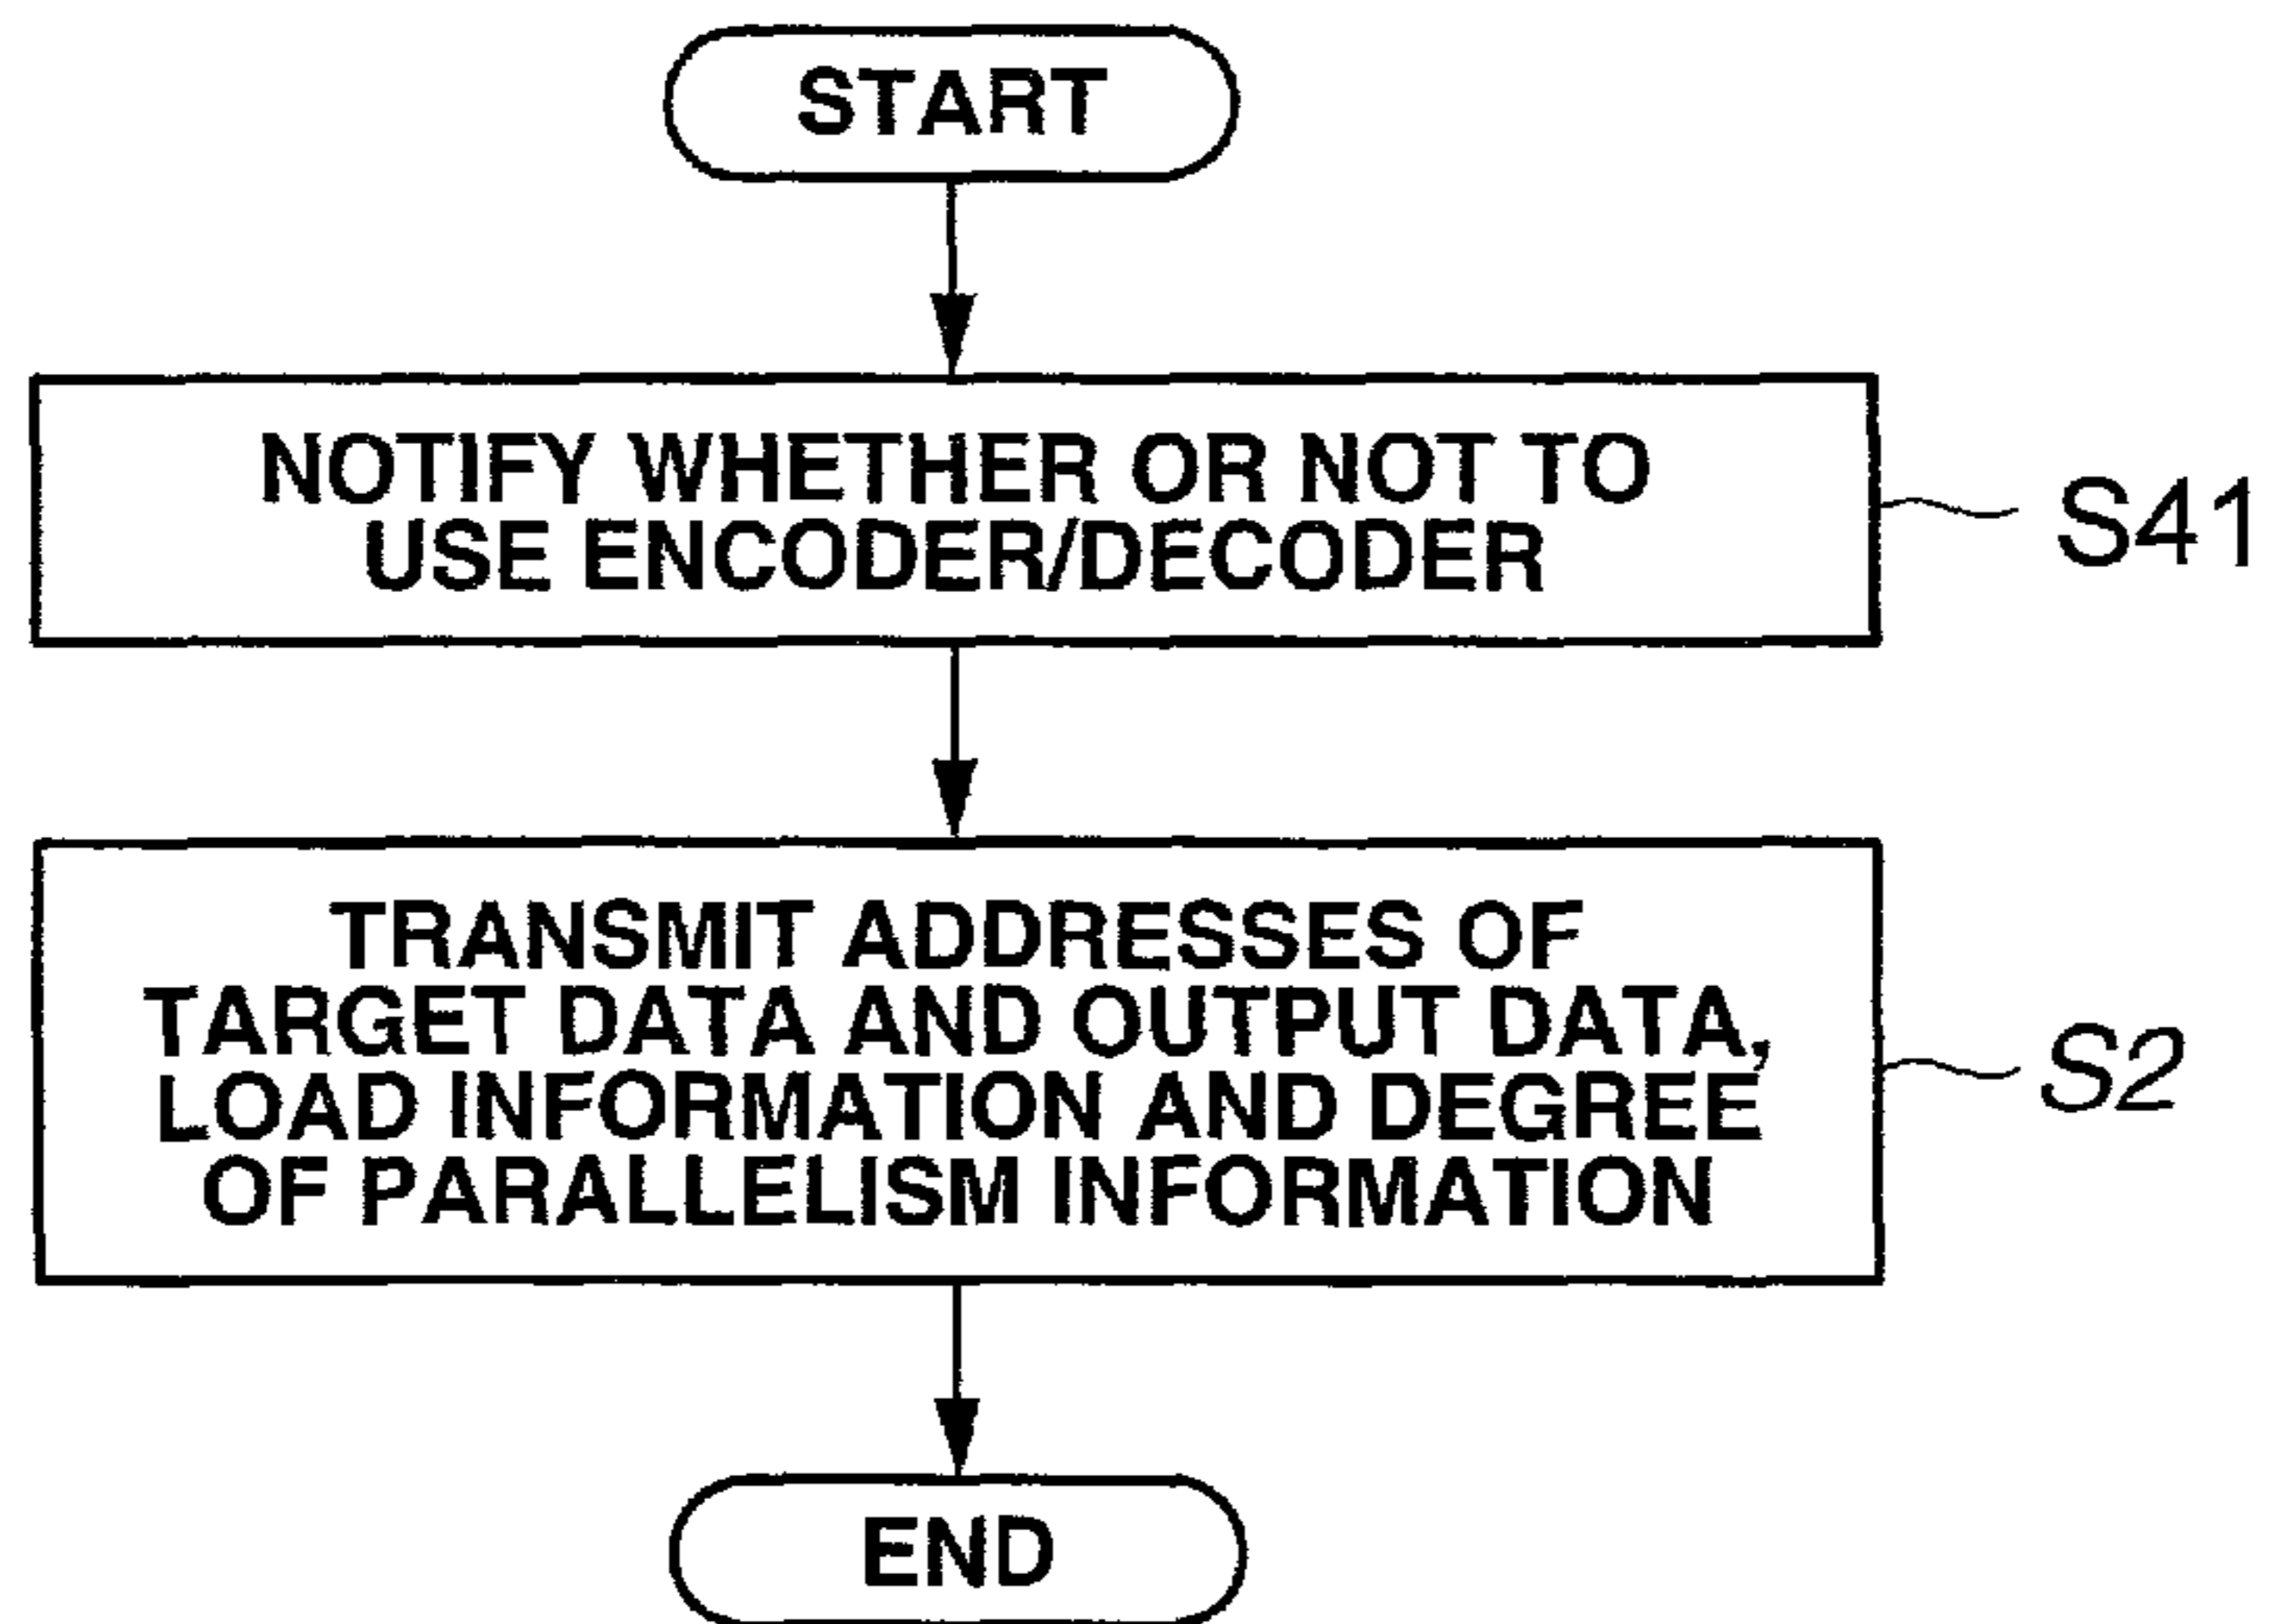 START
NOTIFY WHETHER OR NOT TO
USE ENCODER/DECODER
S41
TRANSMIT ADDRESSES OF
TARGET DATA AND OUTPUT DATA,
LOAD INFORMATION AND DEGREE
OF PARALLELISM INFORMATION
S2
END